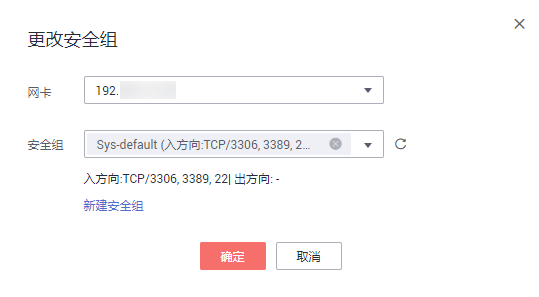 更改安全组
网卡 192.
安全组 Sys-default (入方向:TCP/3306, 3389, 2...
入方向:TCP/3306, 3389, 22| 出方向: -
新建安全组
确定 取消